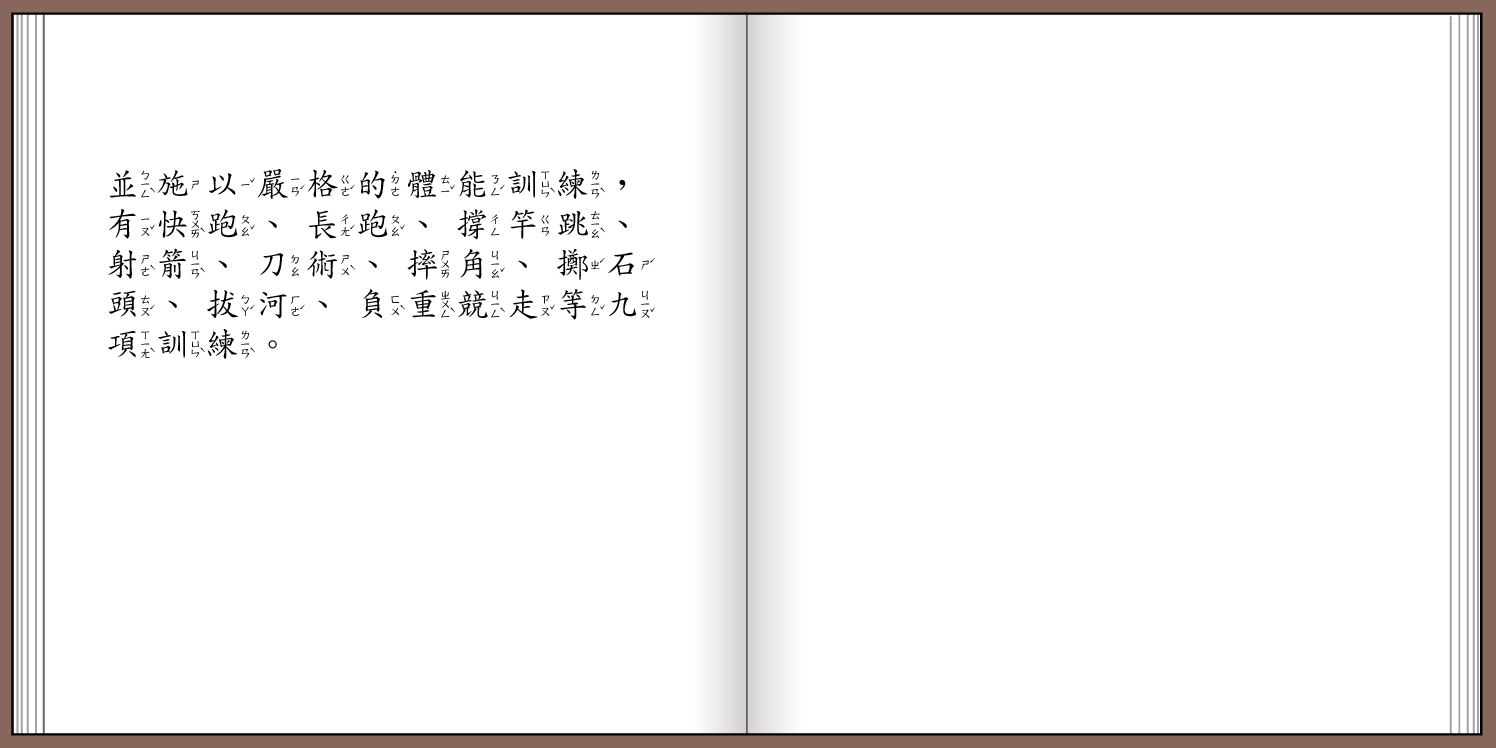 並施以嚴格的體能訓練，
有快跑、長跑、撐竿跳、
射箭、刀術、摔角、擲石
頭、拔河、負重競走等九
項訓練。